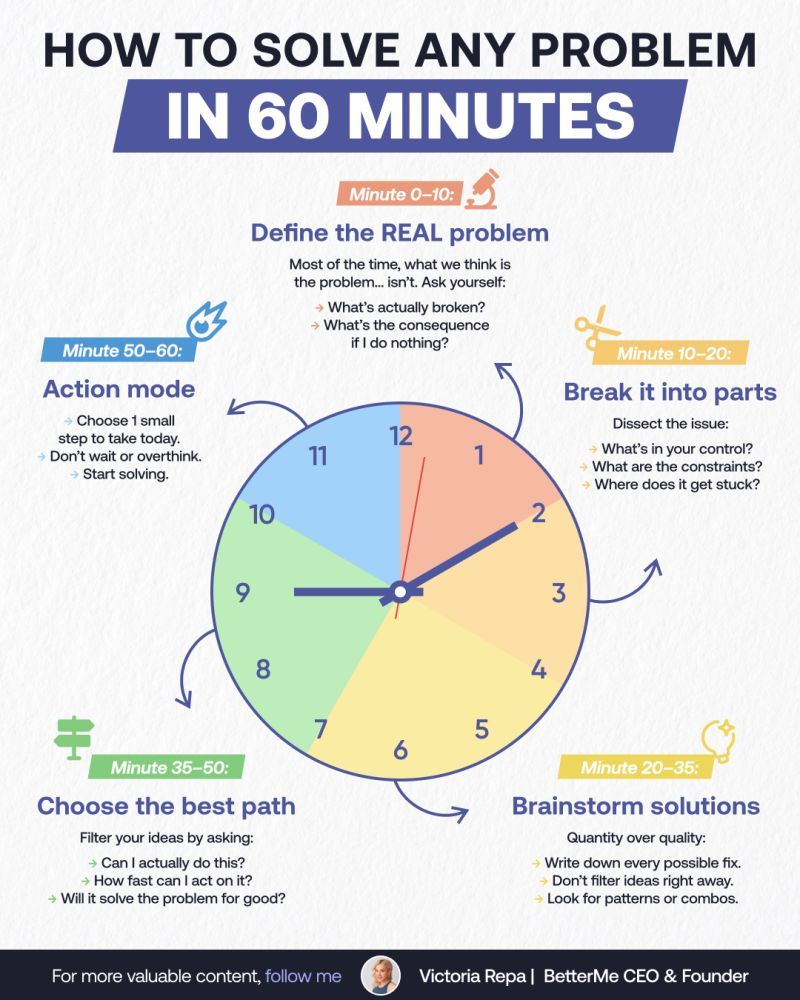 HOW TO SOLVE ANY PROBLEM
IN 60 MINUTES
Minute 0–10:
Define the REAL problem
Most of the time, what we think is
the problem... isn't. Ask yourself:
→ What's actually broken?
→ What's the consequence
if I do nothing?
Minute 10–20:
Break it into parts
Dissect the issue:
→ What's in your control?
→ What are the constraints?
→ Where does it get stuck?
Minute 20–35:
Brainstorm solutions
Quantity over quality:
→ Write down every possible fix.
→ Don't filter ideas right away.
→ Look for patterns or combos.
Minute 35–50:
Choose the best path
Filter your ideas by asking:
→ Can I actually do this?
→ How fast can I act on it?
→ Will it solve the problem for good?
Minute 50–60:
Action mode
→ Choose 1 small
step to take today.
→ Don't wait or overthink.
→ Start solving.
12
1
2
3
4
5
6
7
8
9
10
11
For more valuable content, follow me
Victoria Repa | BetterMe CEO & Founder